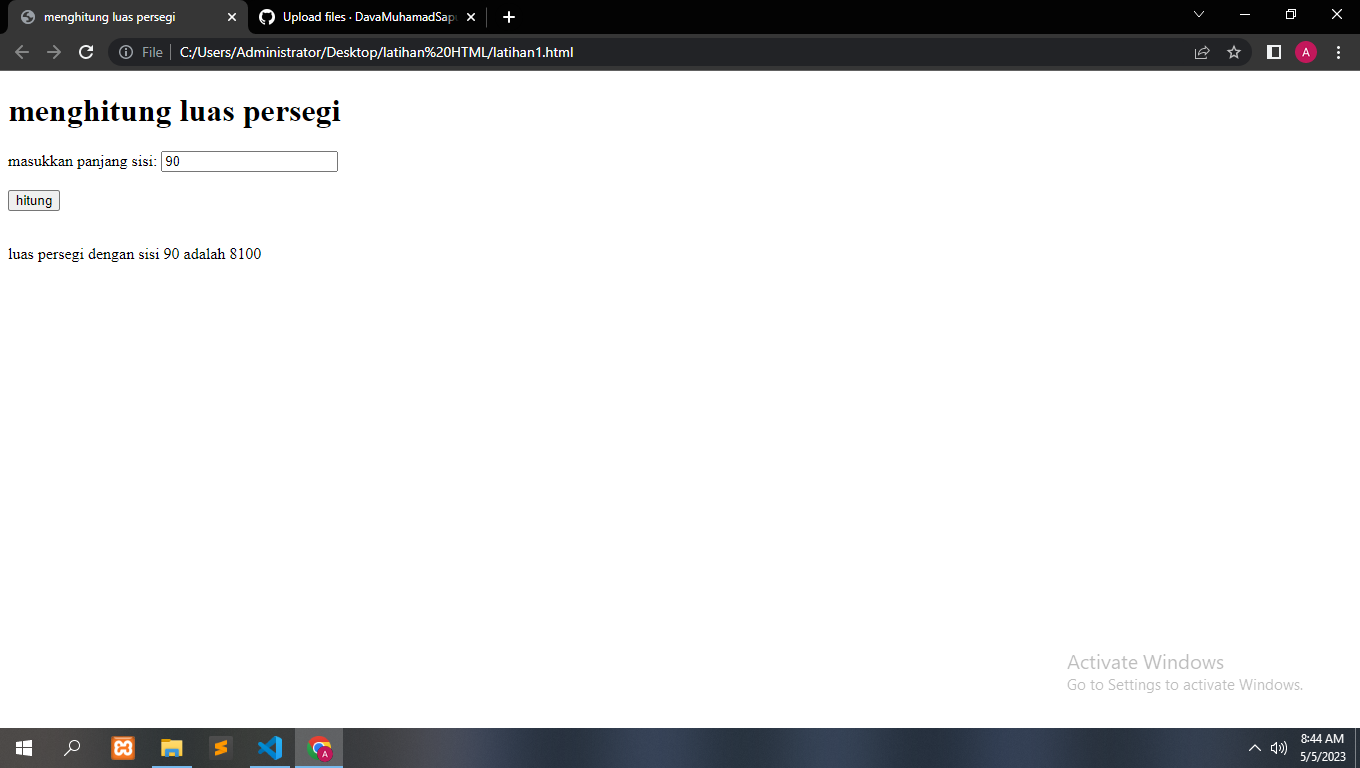 menghitung luas persegi
Upload files · DavaMuhamadSapu
File C:/Users/Administrator/Desktop/latihan%20HTML/latihan1.html
A
menghitung luas persegi
masukkan panjang sisi: 90
hitung
luas persegi dengan sisi 90 adalah 8100
Activate Windows
Go to Settings to activate Windows.
A
8:44 AM
5/5/2023